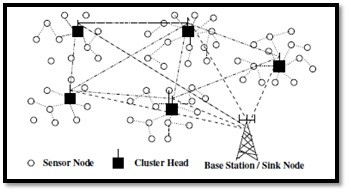 Sensor Node
Cluster Head
Base Station / Sink Node